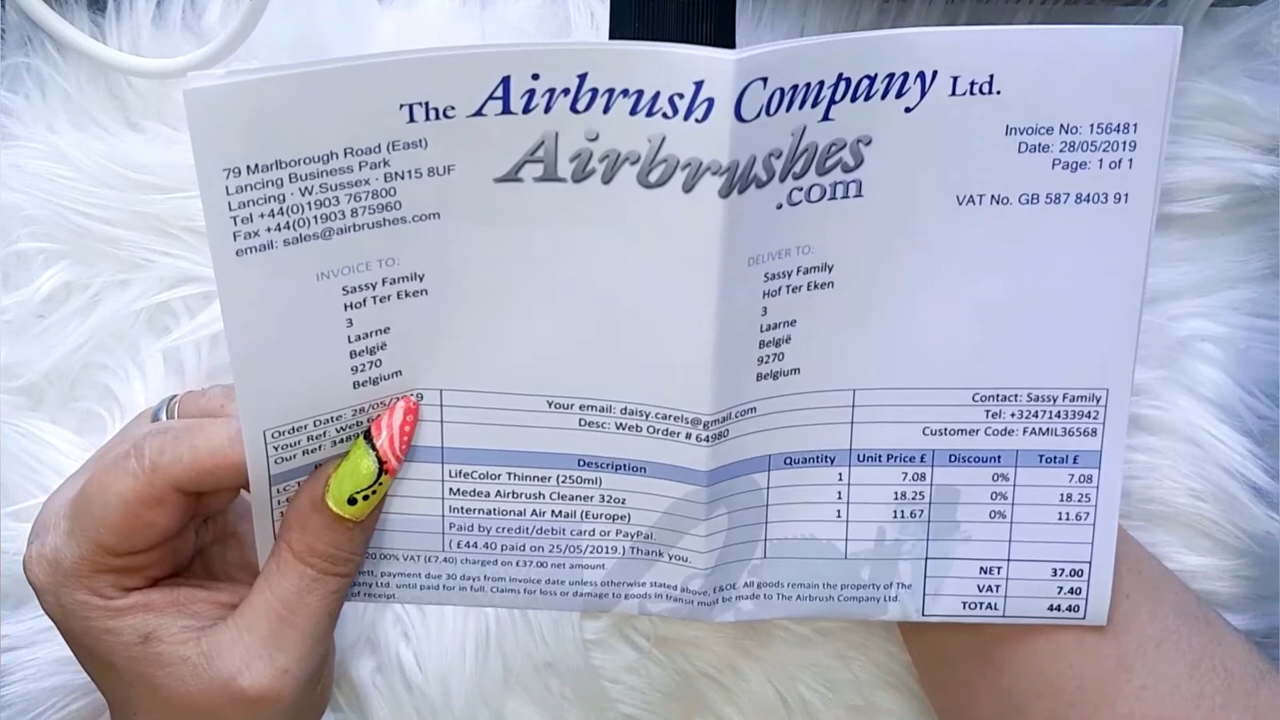 The Airbrush Company Ltd.
Airbrushes
.com
79 Marlborough Road (East)
Lancing Business Park
Lancing · W.Sussex · BN15 8UF
Tel +44(0)1903 767800
Fax +44(0)1903 875960
email: sales@airbrushes.com
Invoice No: 156481
Date: 28/05/2019
Page: 1 of 1
VAT No. GB 587 8403 91
INVOICE TO:
Sassy Family
Hof Ter Eken
3
Laarne
België
9270
Belgium
DELIVER TO:
Sassy Family
Hof Ter Eken
3
Laarne
België
9270
Belgium
Order Date: 28/05/2019
Your Ref: Web
Our Ref:
Your email: daisy.carels@gmail.com
Desc: Web Order # 64980
Contact: Sassy Family
Tel: +32471433942
Customer Code: FAMIL36568
Description Quantity Unit Price £ Discount Total £
LifeColor Thinner (250ml) 1 7.08 0% 7.08
Medea Airbrush Cleaner 32oz 1 18.25 0% 18.25
International Air Mail (Europe) 1 11.67 0% 11.67
Paid by credit/debit card or PayPal.
( £44.40 paid on 25/05/2019.) Thank you.
20.00% VAT (£7.40) charged on £37.00 net amount.
NET 37.00
VAT 7.40
TOTAL 44.40
payment due 30 days from invoice date unless otherwise stated above, E&OE. All goods remain the property of The
Ltd. until paid for in full. Claims for loss or damage to goods in transit must be made to The Airbrush Company Ltd.
of receipt.